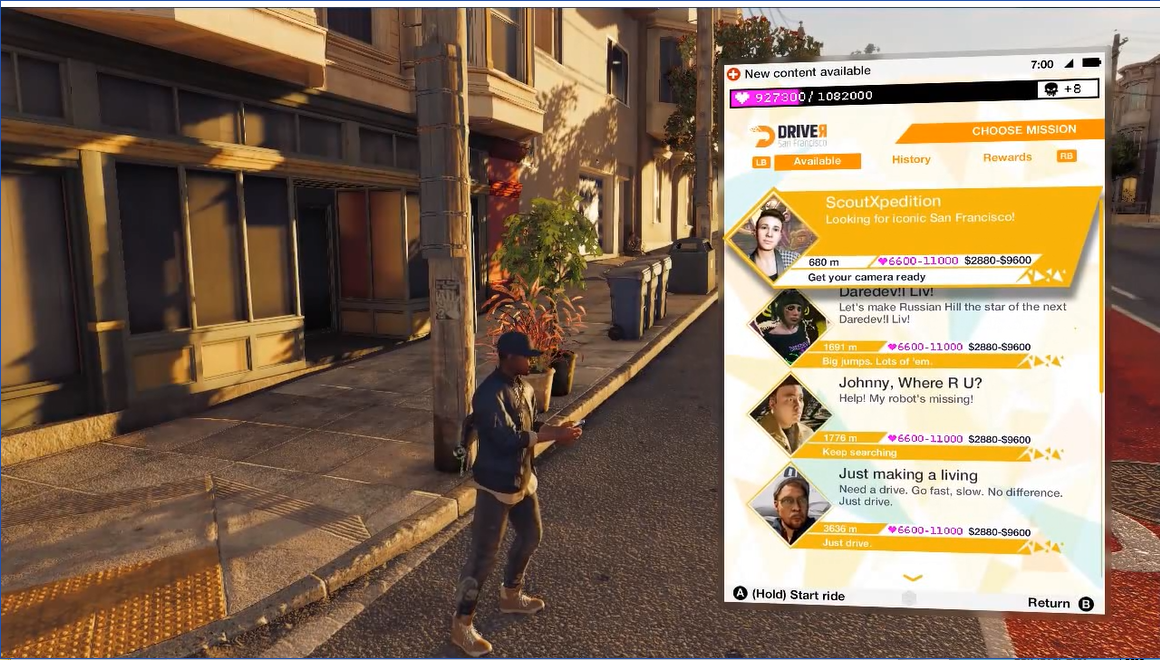 New content available
7:00
927300/1082000
+8
DRIVER
San Francisco
CHOOSE MISSION
LB
Available
History
Rewards
RB
ScoutXpedition
Looking for iconic San Francisco!
680 m
6600-11000 $2880-$9600
Get your camera ready
Daredev!l Liv!
Let's make Russian Hill the star of the next
Daredev!l Liv!
1691 m
6600-11000 $2880-$9600
Big jumps. Lots of 'em.
Johnny, Where R U?
Help! My robot's missing!
1776 m
6600-11000 $2880-$9600
Keep searching
Just making a living
Need a drive. Go fast, slow. No difference.
Just drive.
3636 m
6600-11000 $2880-$9600
Just drive.
A (Hold) Start ride
Return B